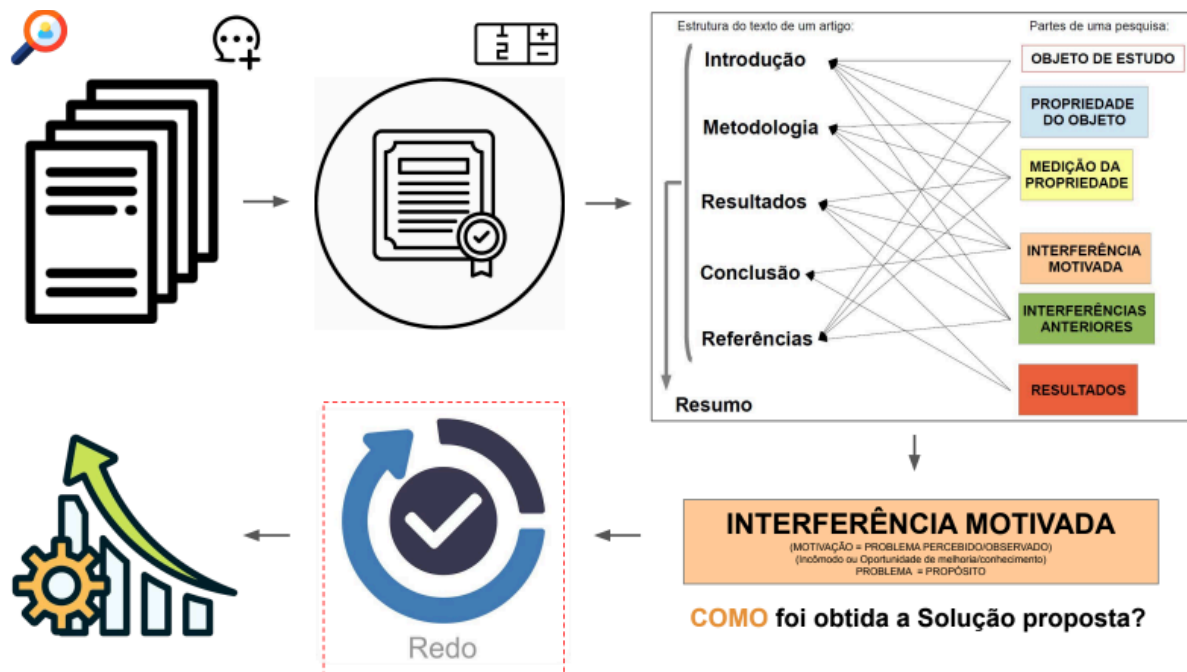 1
2
+
−
Estrutura do texto de um artigo:
Partes de uma pesquisa:
Introdução
Metodologia
Resultados
Conclusão
Referências
Resumo
OBJETO DE ESTUDO
PROPRIEDADE
DO OBJETO
MEDIÇÃO DA
PROPRIEDADE
INTERFERÊNCIA
MOTIVADA
INTERFERÊNCIAS
ANTERIORES
RESULTADOS
INTERFERÊNCIA MOTIVADA
(MOTIVAÇÃO = PROBLEMA PERCEBIDO/OBSERVADO)
(Incômodo ou Oportunidade de melhoria/conhecimento)
PROBLEMA = PROPÓSITO
COMO foi obtida a Solução proposta?
Redo